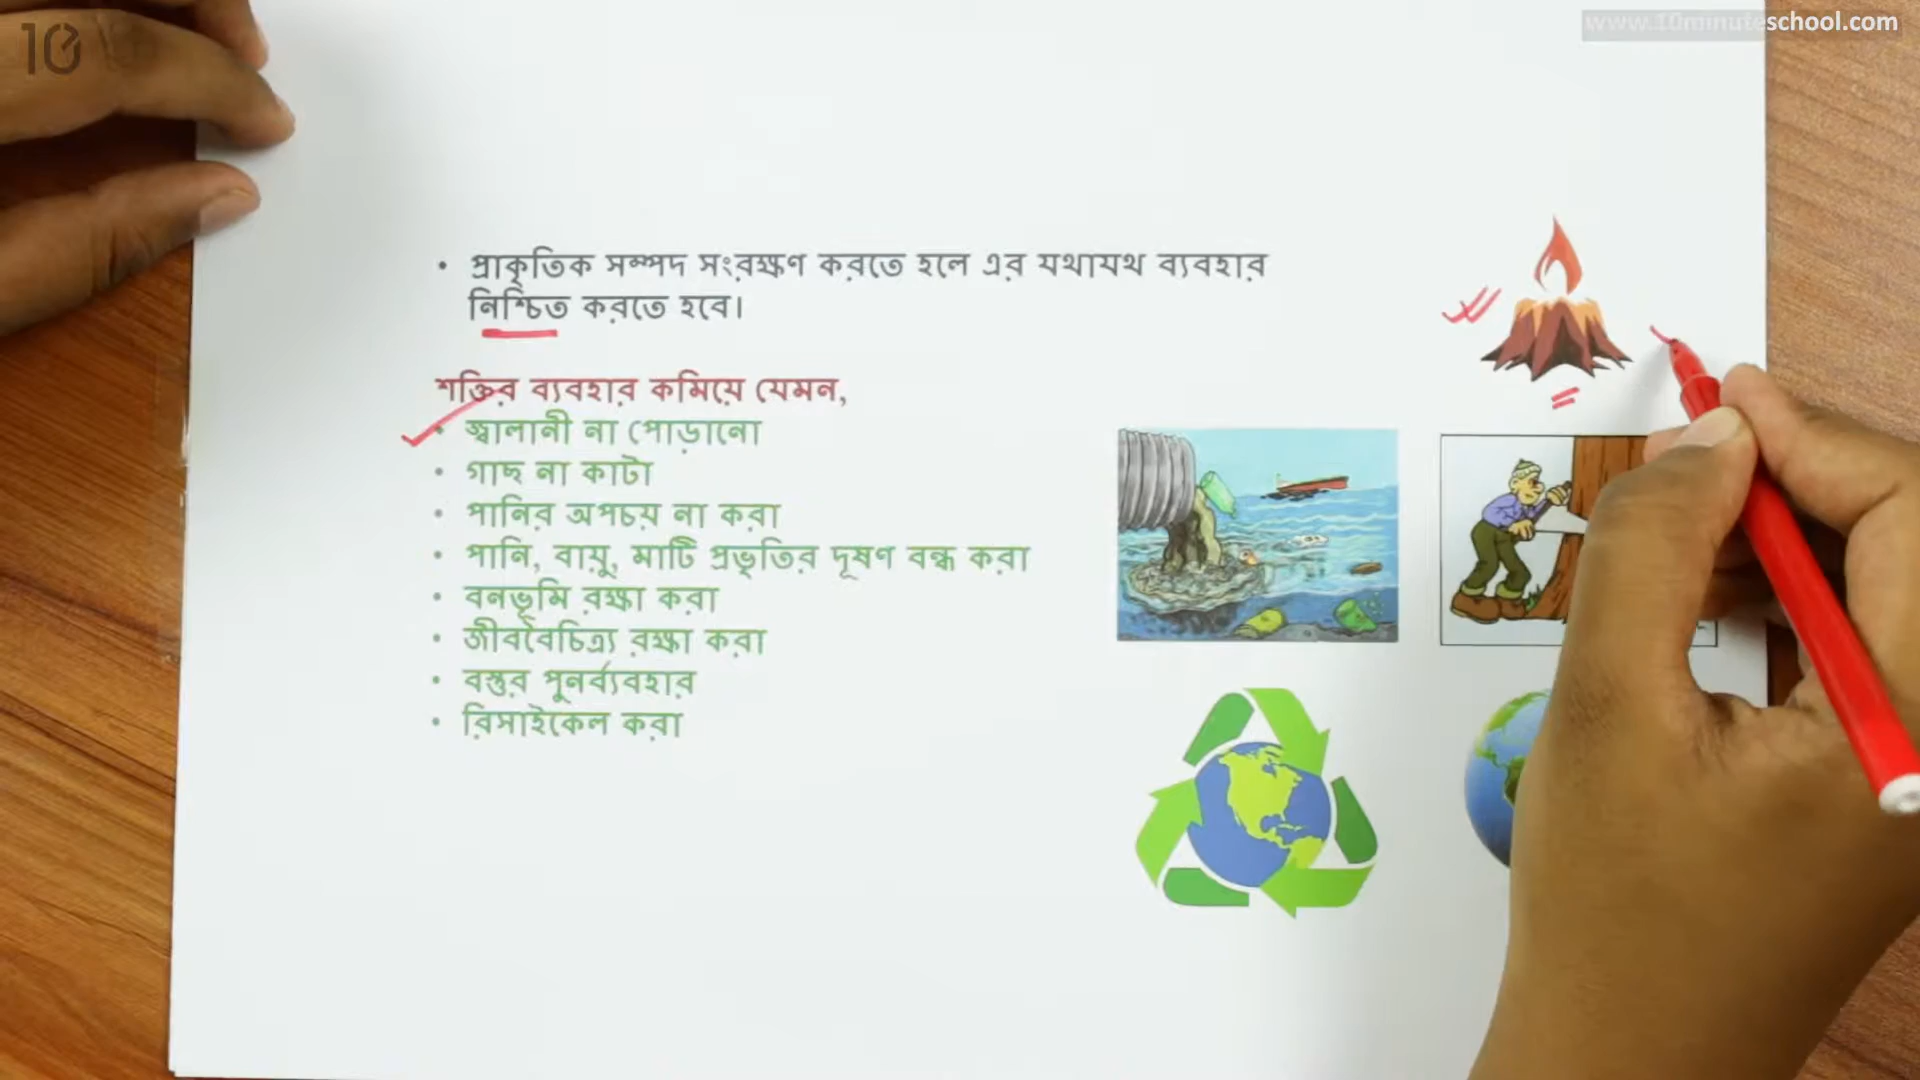 10
www.10minuteschool.com
• প্রাকৃতিক সম্পদ সংরক্ষণ করতে হলে এর যথাযথ ব্যবহার
নিশ্চিত করতে হবে।
শক্তির ব্যবহার কমিয়ে যেমন,
• জ্বালানী না পোড়ানো
• গাছ না কাটা
• পানির অপচয় না করা
• পানি, বায়ু, মাটি প্রভৃতির দূষণ বন্ধ করা
• বনভূমি রক্ষা করা
• জীববৈচিত্র্য রক্ষা করা
• বস্তুর পুনর্ব্যবহার
• রিসাইকেল করা